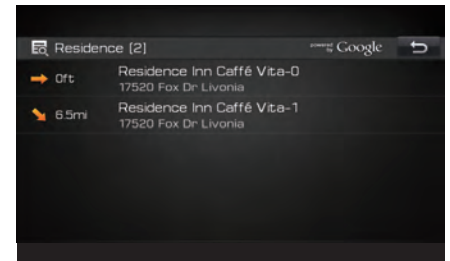 Residence (2)
powered by Google
0ft
Residence Inn Caffé Vita-0
17520 Fox Dr Livonia
6.5mi
Residence Inn Caffé Vita-1
17520 Fox Dr Livonia